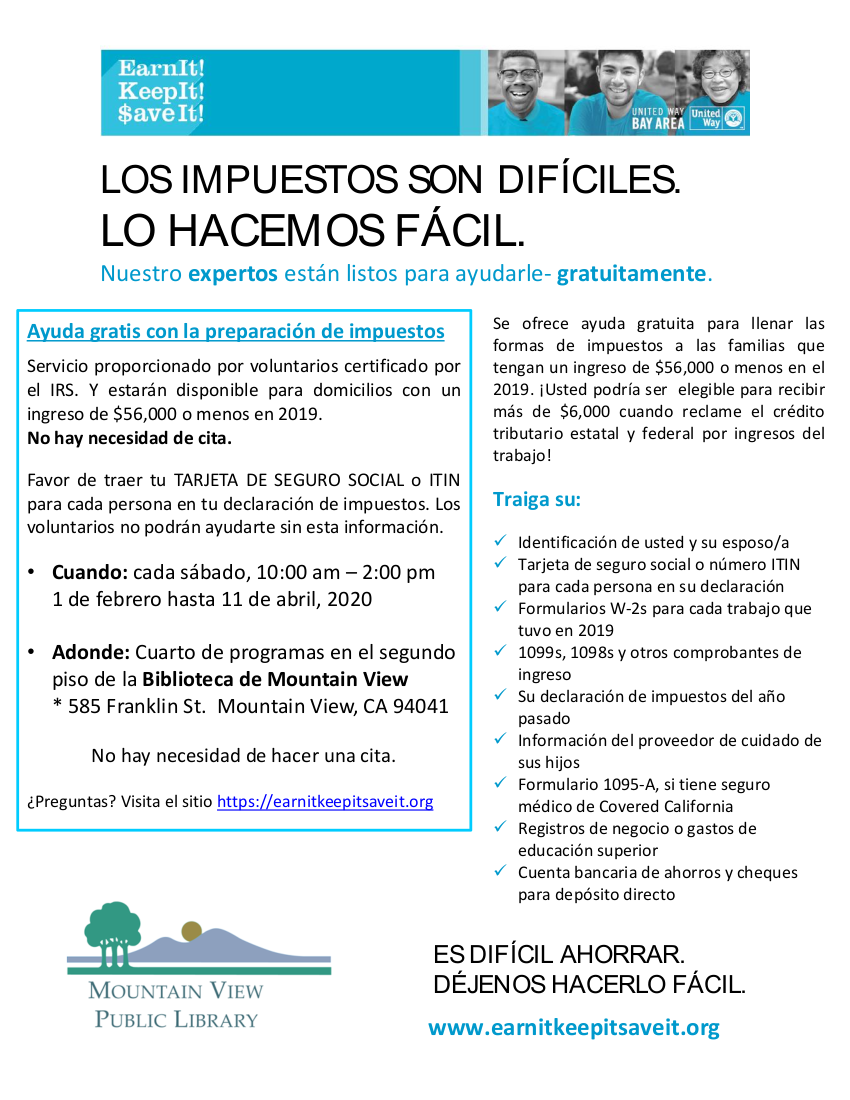 EarnIt!
KeepIt!
$ave It!
UNITED WAY
BAY AREA
United
Way
LOS IMPUESTOS SON DIFÍCILES.
LO HACEMOS FÁCIL.
Nuestro expertos están listos para ayudarle- gratuitamente.
Ayuda gratis con la preparación de impuestos
Servicio proporcionado por voluntarios certificado por
el IRS. Y estarán disponible para domicilios con un
ingreso de $56,000 o menos en 2019.
No hay necesidad de cita.
Favor de traer tu TARJETA DE SEGURO SOCIAL o ITIN
para cada persona en tu declaración de impuestos. Los
voluntarios no podrán ayudarte sin esta información.
• Cuando: cada sábado, 10:00 am – 2:00 pm
1 de febrero hasta 11 de abril, 2020
• Adonde: Cuarto de programas en el segundo
piso de la Biblioteca de Mountain View
* 585 Franklin St.  Mountain View, CA 94041
No hay necesidad de hacer una cita.
¿Preguntas? Visita el sitio https://earnitkeepitsaveit.org
Se ofrece ayuda gratuita para llenar las
formas de impuestos a las familias que
tengan un ingreso de $56,000 o menos en el
2019. ¡Usted podría ser  elegible para recibir
más de $6,000 cuando reclame el crédito
tributario estatal y federal por ingresos del
trabajo!
Traiga su:
✓ Identificación de usted y su esposo/a
✓ Tarjeta de seguro social o número ITIN
para cada persona en su declaración
✓ Formularios W-2s para cada trabajo que
tuvo en 2019
✓ 1099s, 1098s y otros comprobantes de
ingreso
✓ Su declaración de impuestos del año
pasado
✓ Información del proveedor de cuidado de
sus hijos
✓ Formulario 1095-A, si tiene seguro
médico de Covered California
✓ Registros de negocio o gastos de
educación superior
✓ Cuenta bancaria de ahorros y cheques
para depósito directo
MOUNTAIN VIEW
PUBLIC LIBRARY
ES DIFÍCIL AHORRAR.
DÉJENOS HACERLO FÁCIL.
www.earnitkeepitsaveit.org